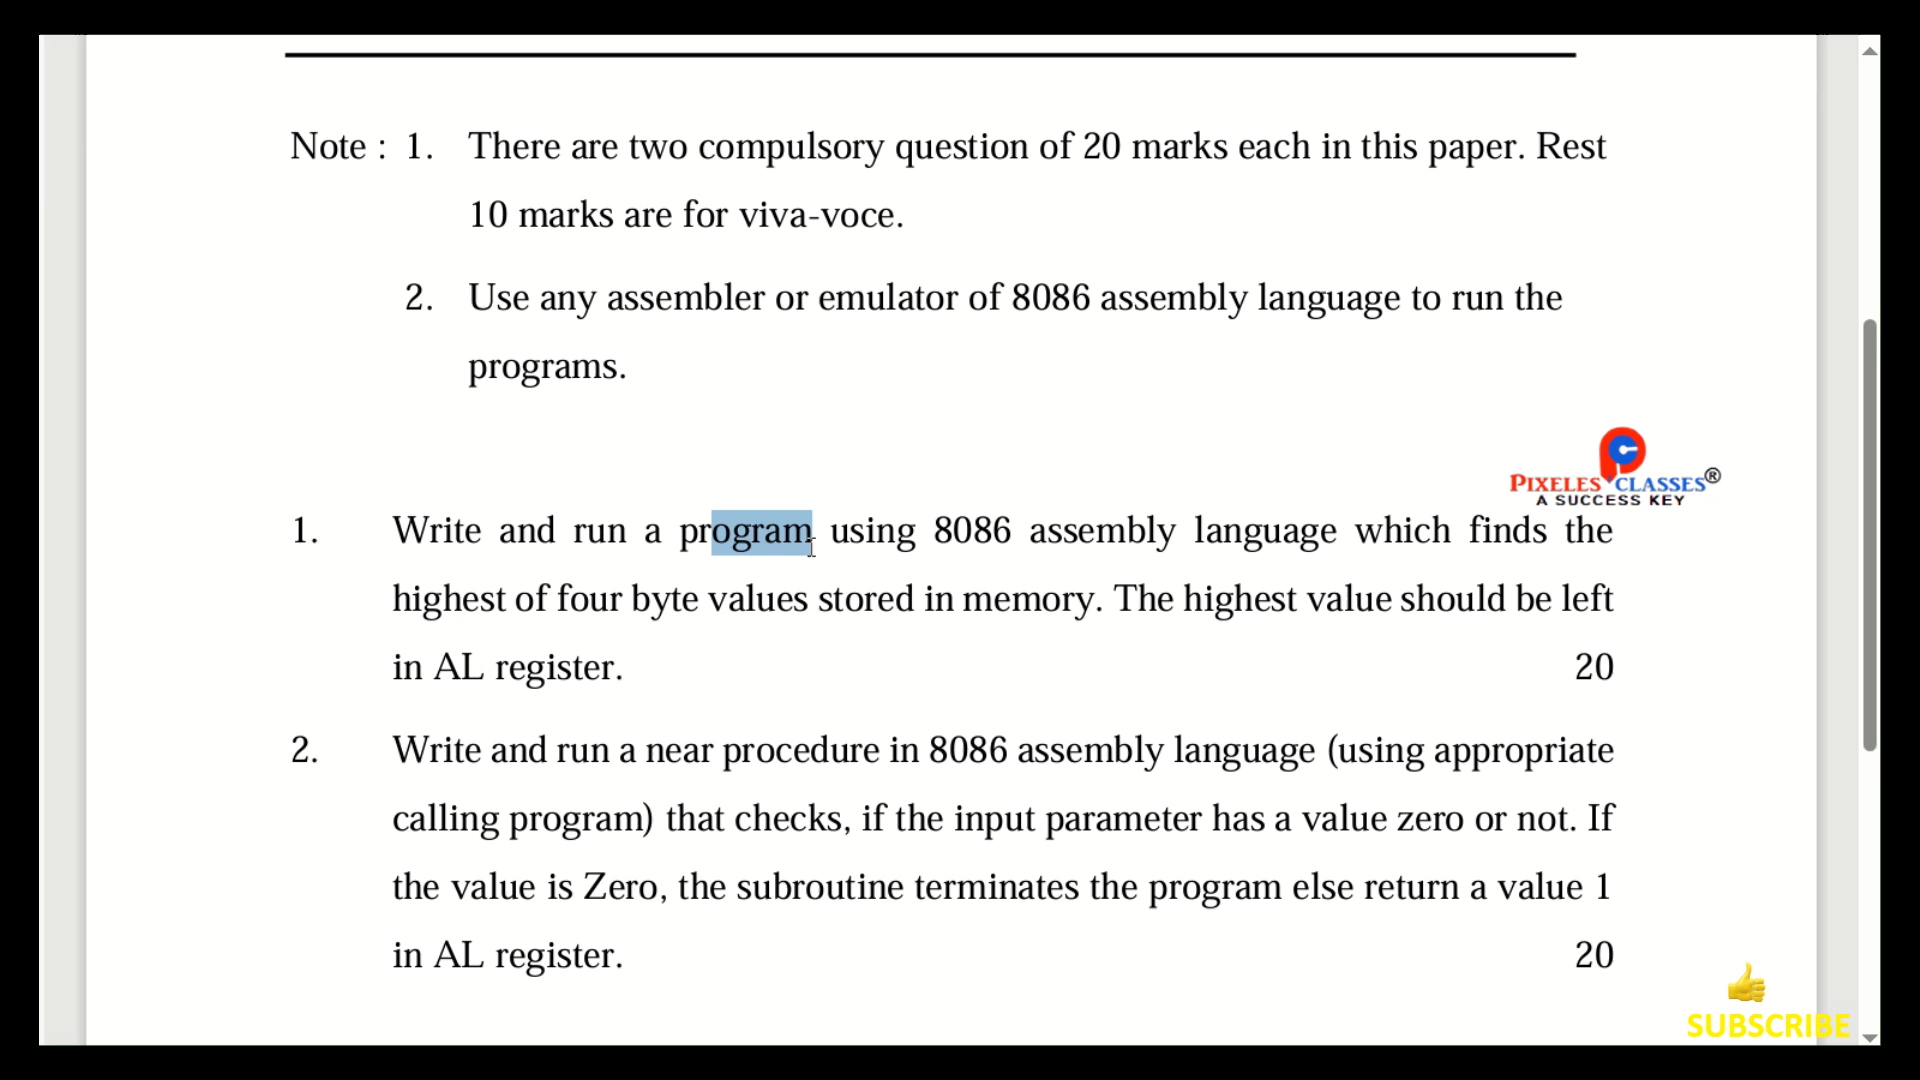 Note : 1. There are two compulsory question of 20 marks each in this paper. Rest
10 marks are for viva-voce.
2. Use any assembler or emulator of 8086 assembly language to run the
programs.
PIXELES CLASSES®
A SUCCESS KEY
1. Write and run a program using 8086 assembly language which finds the
highest of four byte values stored in memory. The highest value should be left
in AL register. 20
2. Write and run a near procedure in 8086 assembly language (using appropriate
calling program) that checks, if the input parameter has a value zero or not. If
the value is Zero, the subroutine terminates the program else return a value 1
in AL register. 20
SUBSCRIBE